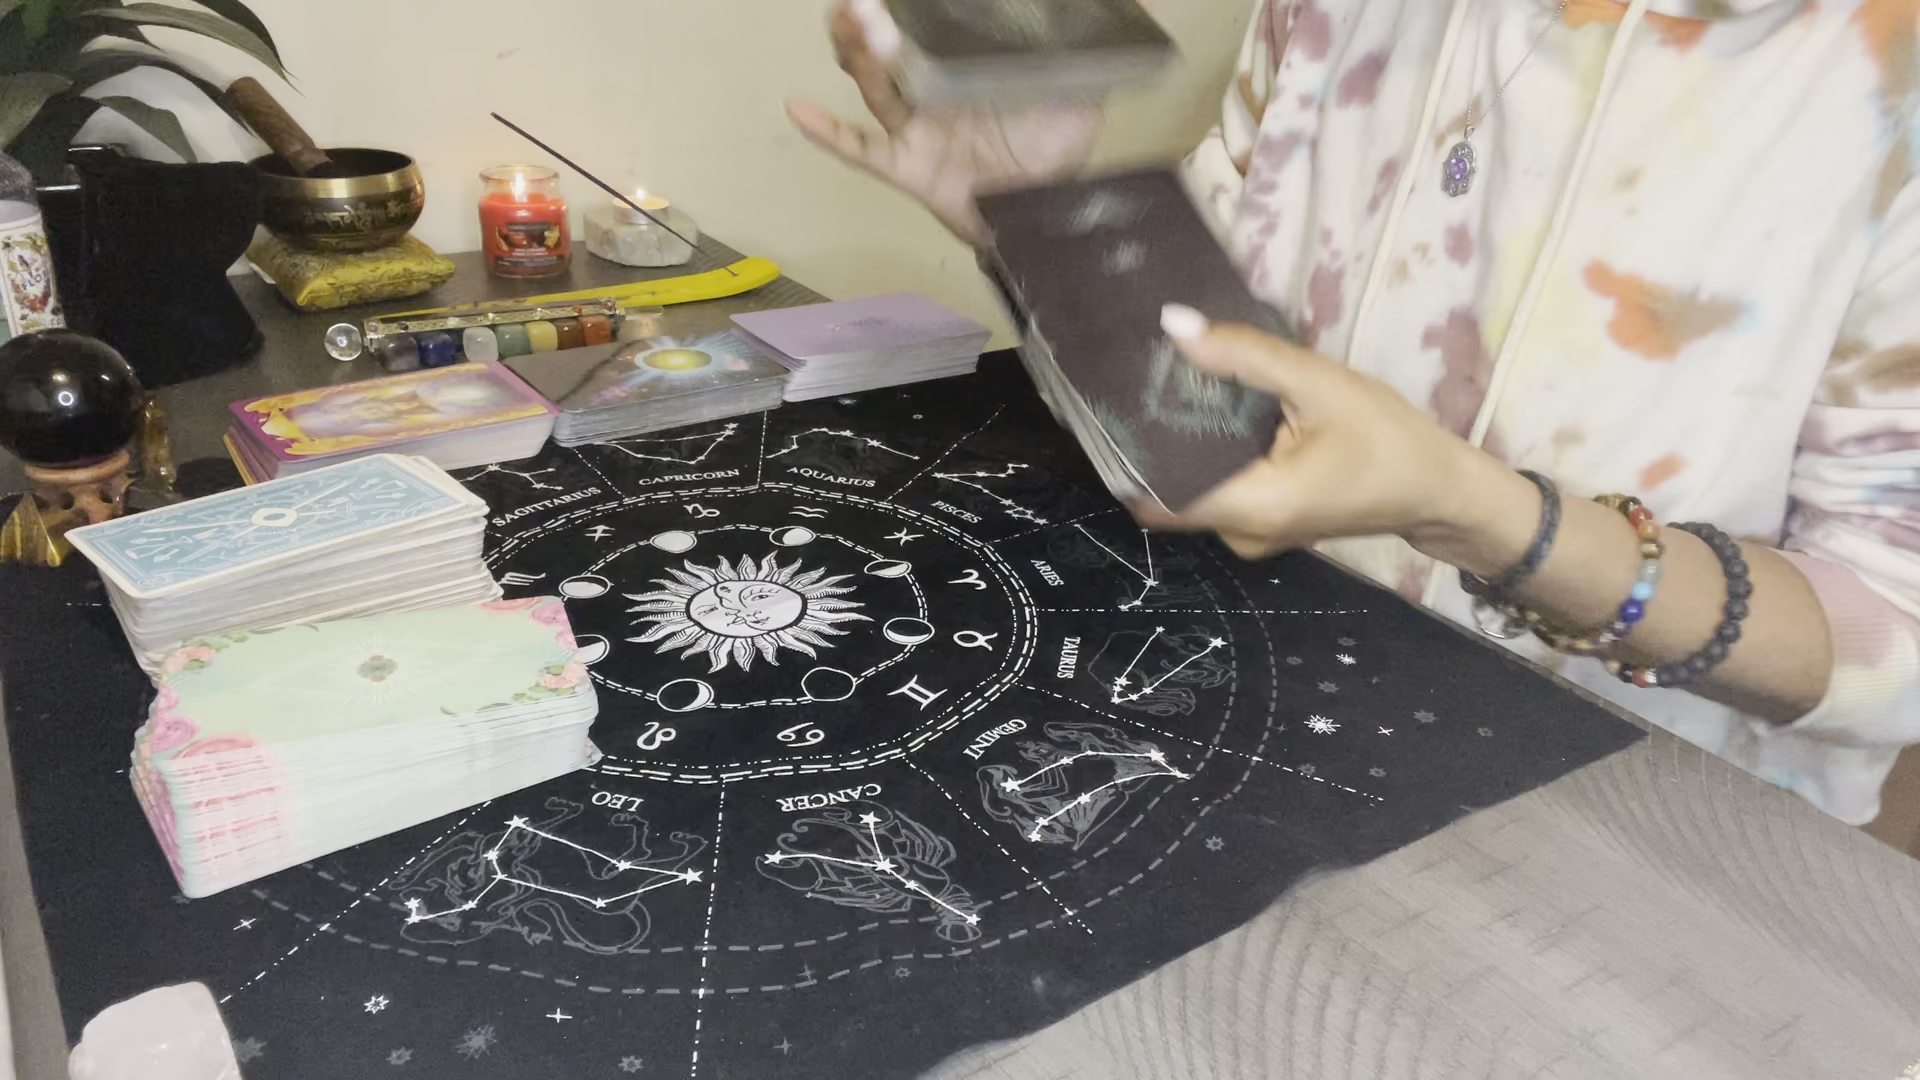 SAGITTARIUS
CAPRICORN
AQUARIUS
PISCES
ARIES
TAURUS
GEMINI
CANCER
LEO